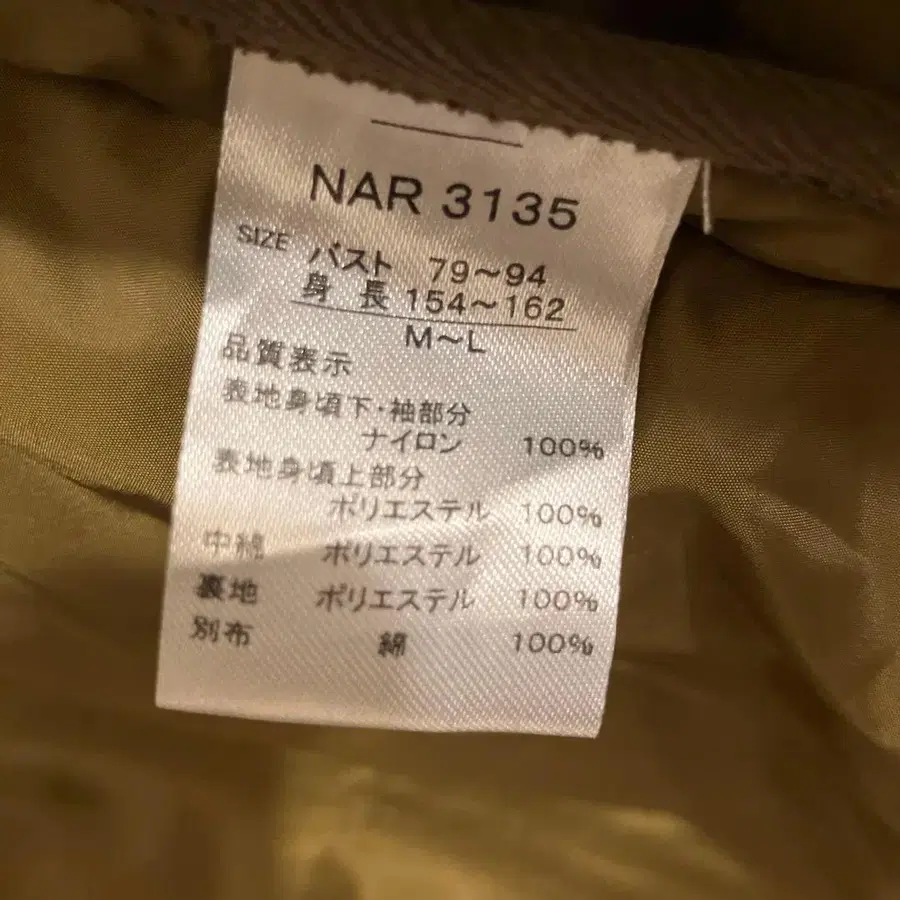 NAR 3135
SIZE バスト 79～94
身長 154～162
M～L
品質表示
表地身頃下・袖部分
ナイロン 100%
表地身頃上部分
ポリエステル 100%
中綿 ポリエステル 100%
裏地 ポリエステル 100%
別布 綿 100%